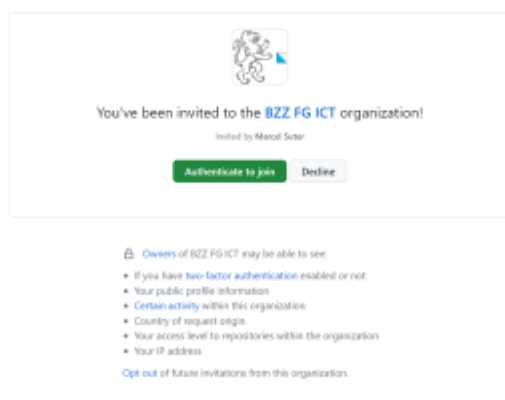 You've been invited to the BZZ FG ICT organization!
Invited by Marcel Suter
Authenticate to join
Decline
Owners of BZZ FG ICT may be able to see:
• If you have two-factor authentication enabled or not
• Your public profile information
• Certain activity within this organization
• Country of request origin
• Your access level to repositories within the organization
• Your IP address
Opt out of future invitations from this organization.